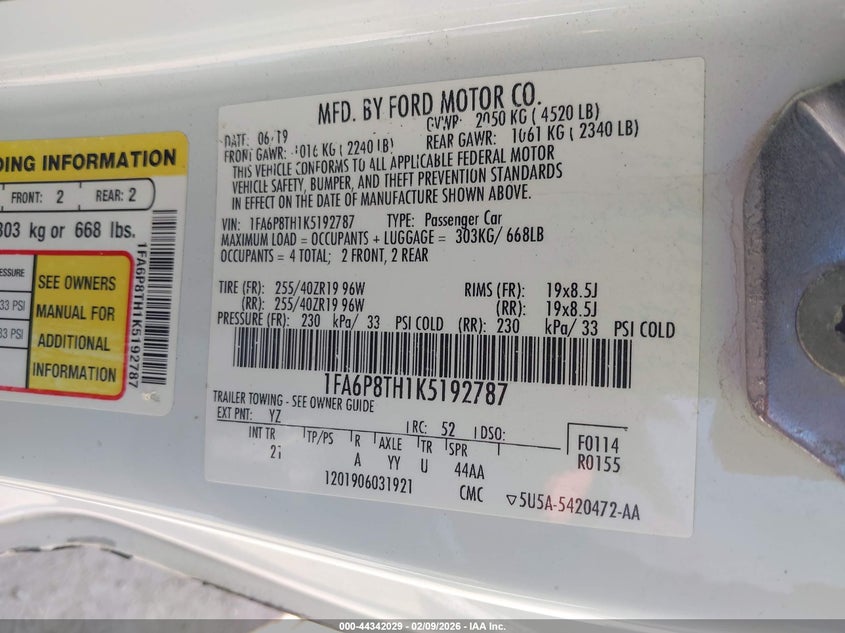 DING INFORMATION
FRONT: 2 REAR: 2
303 kg or 668 lbs.
ESSURE
33 PSI
33 PSI
SEE OWNERS
MANUAL FOR
ADDITIONAL
INFORMATION
1FA6P8TH1K5192787
MFD. BY FORD MOTOR CO.
DATE: 06/19 GVWR: 2050 KG (4520 LB)
FRONT GAWR: 1016 KG (2240 LB) REAR GAWR: 1061 KG (2340 LB)
THIS VEHICLE CONFORMS TO ALL APPLICABLE FEDERAL MOTOR
VEHICLE SAFETY, BUMPER, AND THEFT PREVENTION STANDARDS
IN EFFECT ON THE DATE OF MANUFACTURE SHOWN ABOVE.
VIN: 1FA6P8TH1K5192787 TYPE: Passenger Car
MAXIMUM LOAD = OCCUPANTS + LUGGAGE = 303KG/ 668LB
OCCUPANTS = 4 TOTAL; 2 FRONT, 2 REAR
TIRE (FR): 255/40ZR19 96W RIMS (FR): 19x8.5J
(RR): 255/40ZR19 96W (RR): 19x8.5J
PRESSURE (FR): 230 kPa/ 33 PSI COLD (RR): 230 kPa/ 33 PSI COLD
1FA6P8TH1K5192787
TRAILER TOWING - SEE OWNER GUIDE
EXT PNT: YZ RC: 52 DSO: F0114
INT TR TP/PS R AXLE TR SPR R0155
21 A YY U 44AA
1201906031921 CMC ▽5U5A-5420472-AA
000-44342029 - 02/09/2026 - IAA Inc.